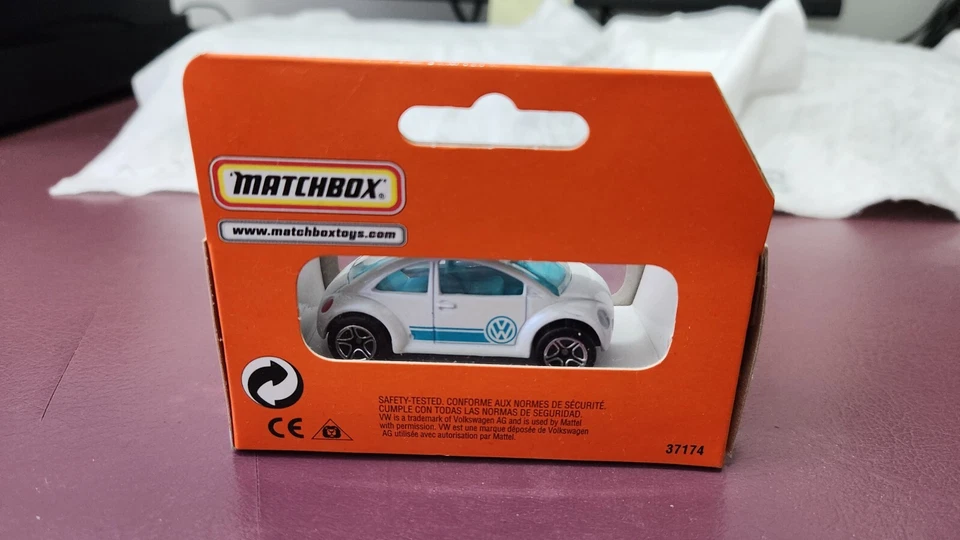 MATCHBOX®
www.matchboxtoys.com
VW
SAFETY-TESTED. CONFORME AUX NORMES DE SÉCURITÉ.
CUMPLE CON TODAS LAS NORMAS DE SEGURIDAD.
VW is a trademark of Volkswagen AG and is used by Mattel
with permission. VW est une marque déposée de Volkswagen
AG utilisée avec autorisation par Mattel.
CE
37174